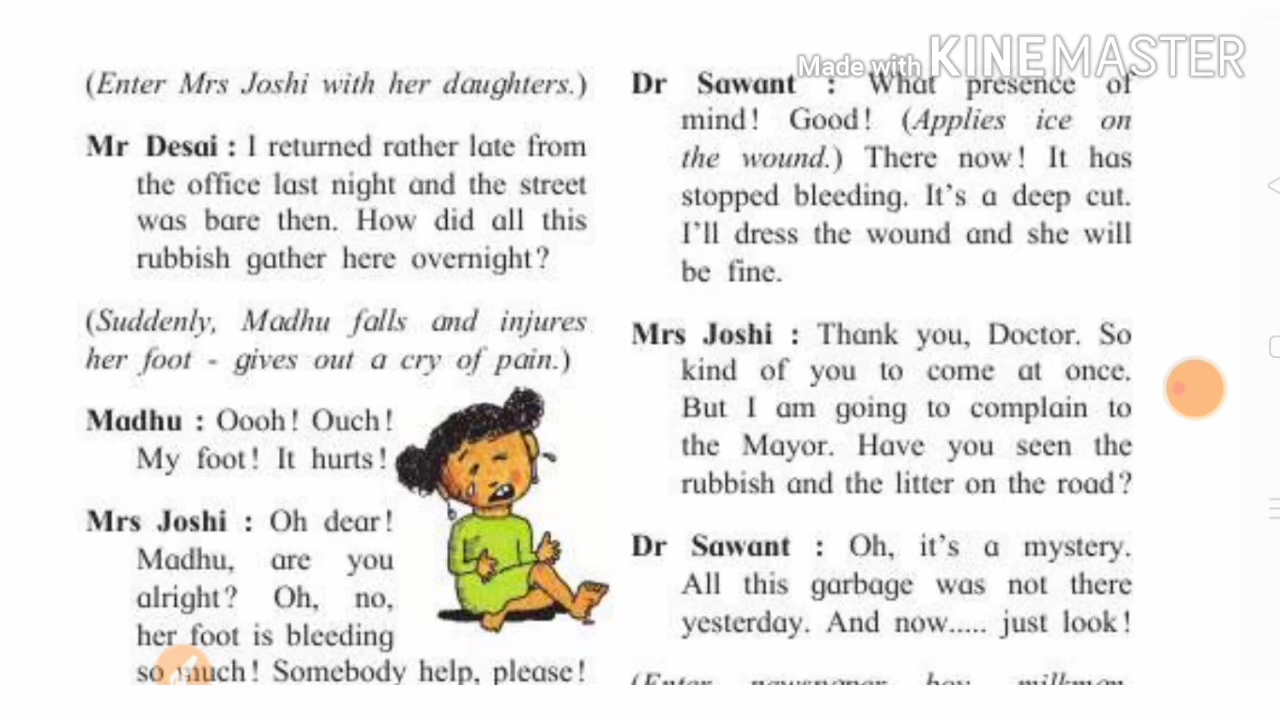 Made with KINEMASTER
(Enter Mrs Joshi with her daughters.)
Mr Desai : I returned rather late from
the office last night and the street
was bare then. How did all this
rubbish gather here overnight?
(Suddenly, Madhu falls and injures
her foot - gives out a cry of pain.)
Madhu : Oooh! Ouch!
My foot! It hurts!
Mrs Joshi : Oh dear!
Madhu, are you
alright? Oh, no,
her foot is bleeding
so much! Somebody help, please!
Dr Sawant : What presence of
mind! Good! (Applies ice on
the wound.) There now! It has
stopped bleeding. It's a deep cut.
I'll dress the wound and she will
be fine.
Mrs Joshi : Thank you, Doctor. So
kind of you to come at once.
But I am going to complain to
the Mayor. Have you seen the
rubbish and the litter on the road?
Dr Sawant : Oh, it's a mystery.
All this garbage was not there
yesterday. And now..... just look!
(Enter newspaper boy, milkman,